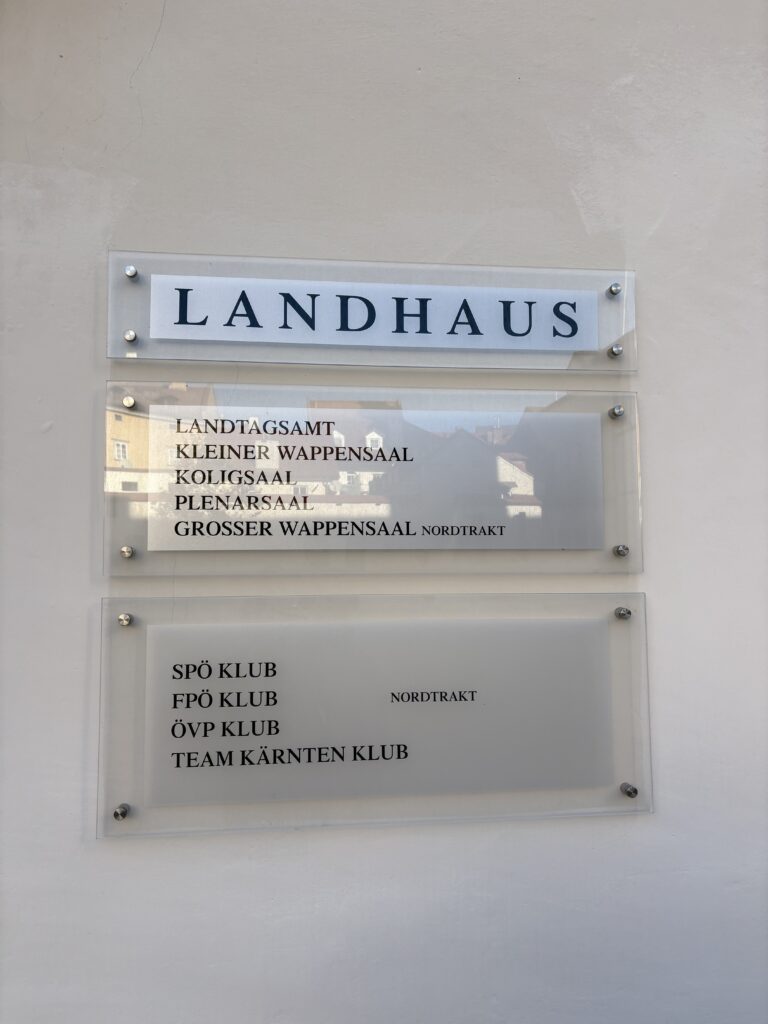 LANDHAUS
LANDTAGSAMT
KLEINER WAPPENSAAL
KOLIGSAAL
PLENARSAAL
GROSSER WAPPENSAAL NORDTRAKT
SPÖ KLUB
FPÖ KLUB NORDTRAKT
ÖVP KLUB
TEAM KÄRNTEN KLUB